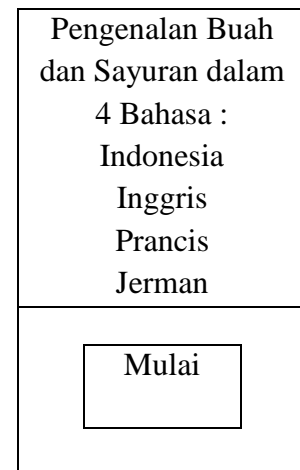 Pengenalan Buah
dan Sayuran dalam
4 Bahasa :
Indonesia
Inggris
Prancis
Jerman
Mulai